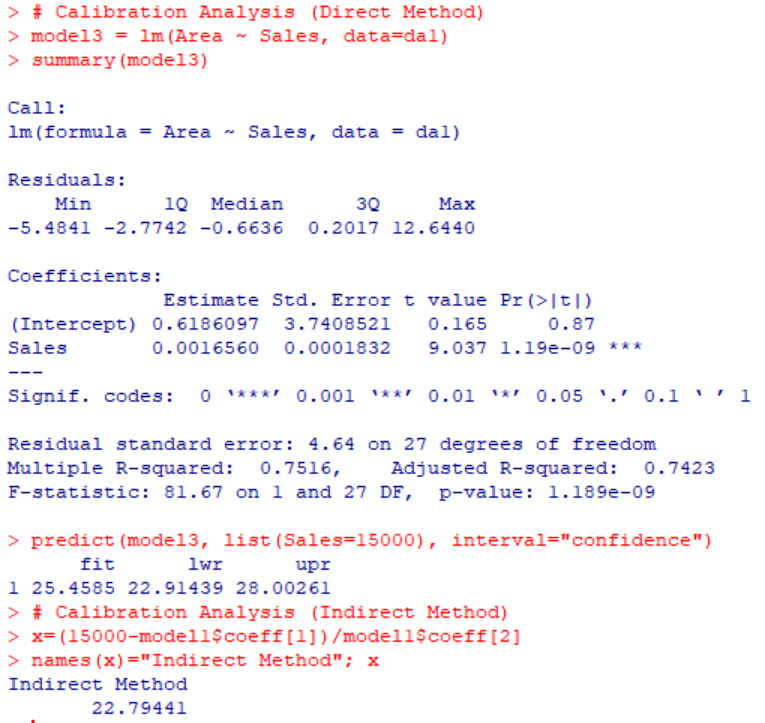 > # Calibration Analysis (Direct Method)
> model3 = lm(Area ~ Sales, data=da1)
> summary(model3)
Call:
lm(formula = Area ~ Sales, data = da1)
Residuals:
    Min      1Q  Median      3Q     Max
-5.4841 -2.7742 -0.6636  0.2017 12.6440
Coefficients:
             Estimate Std. Error t value Pr(>|t|)
(Intercept) 0.6186097  3.7408521   0.165     0.87
Sales       0.0016560  0.0001832   9.037 1.19e-09 ***
---
Signif. codes:  0 ‘***’ 0.001 ‘**’ 0.01 ‘*’ 0.05 ‘.’ 0.1 ‘ ’ 1
Residual standard error: 4.64 on 27 degrees of freedom
Multiple R-squared:  0.7516,    Adjusted R-squared:  0.7423
F-statistic: 81.67 on 1 and 27 DF,  p-value: 1.189e-09
> predict(model3, list(Sales=15000), interval="confidence")
      fit      lwr      upr
1 25.4585 22.91439 28.00261
> # Calibration Analysis (Indirect Method)
> x=(15000-model1$coeff[1])/model1$coeff[2]
> names(x)="Indirect Method"; x
Indirect Method
       22.79441